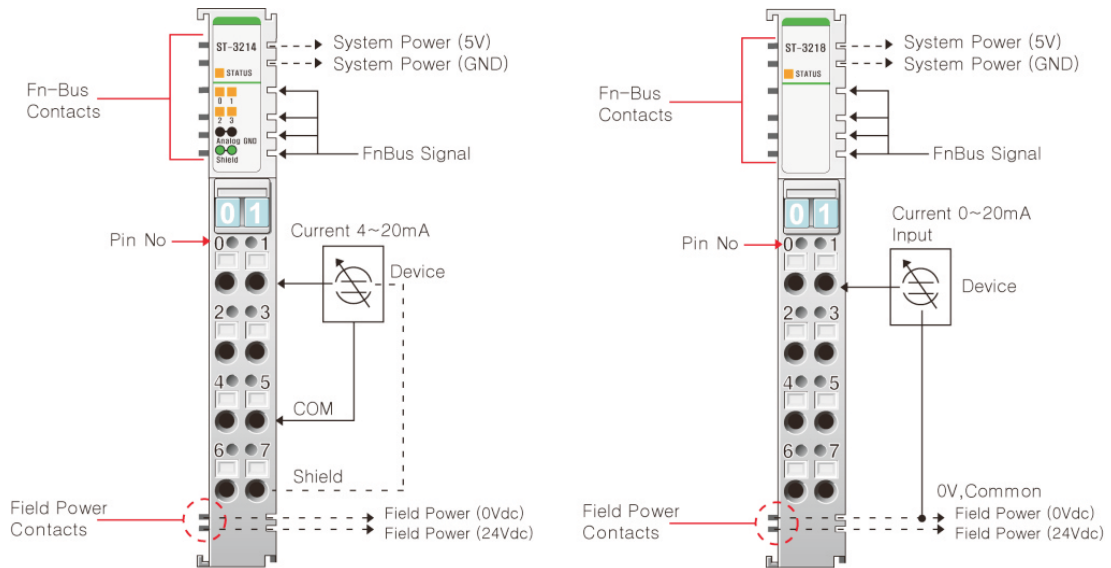 ST-3214
STATUS
0 1
2 3
Analog GND
Shield
System Power (5V)
System Power (GND)
Fn-Bus
Contacts
FnBus Signal
01
Pin No
0 1
Current 4~20mA
Device
2 3
4 5
COM
6 7
Shield
Field Power
Contacts
Field Power (0Vdc)
Field Power (24Vdc)
ST-3218
STATUS
System Power (5V)
System Power (GND)
Fn-Bus
Contacts
FnBus Signal
01
Pin No
0 1
Current 0~20mA
Input
Device
2 3
4 5
6 7
0V,Common
Field Power
Contacts
Field Power (0Vdc)
Field Power (24Vdc)